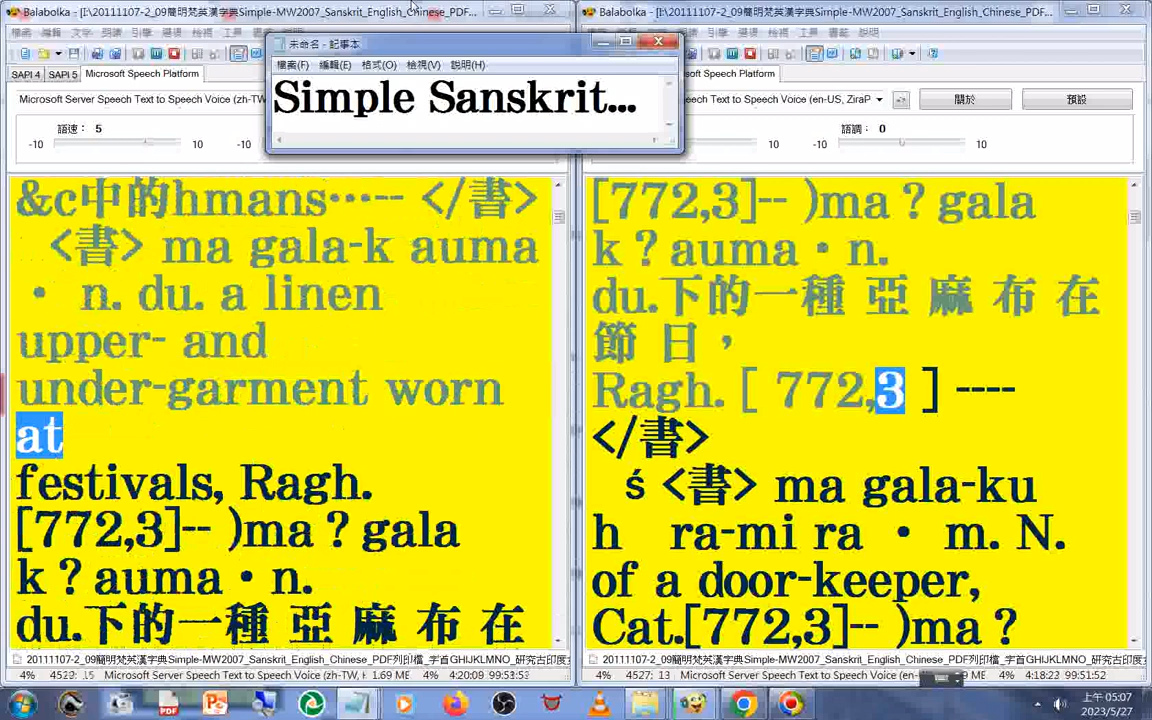 Balabolka - [I:\20111107-2_09簡明梵英漢字典Simple-MW2007_Sanskrit_English_Chinese_PDF...
Balabolka - [I:\20111107-2_09簡明梵英漢字典Simple-MW2007_Sanskrit_English_Chinese_PDF...
未命名 - 記事本
檔案(F) 編輯(E) 格式(O) 檢視(V) 說明(H)
Simple Sanskrit...
SAPI 4 SAPI 5 Microsoft Speech Platform
Speech Platform
Microsoft Server Speech Text to Speech Voice (zh-TW,
ech Text to Speech Voice (en-US, ZiraP
關於
預設
語速： 5
語調： 0
-10 10 -10
10 -10 10
&c中的hmans…-- </書>
<書> ma gala-k auma
• n. du. a linen
upper- and
under-garment worn
at
festivals, Ragh.
[772,3]-- )ma？gala
k？auma•n.
du.下的一種 亞 麻 布 在
[772,3]-- )ma？gala
k？auma•n.
du.下的一種 亞 麻 布 在
節 日，
Ragh. [ 772,3 ] ----
</書>
ś <書> ma gala-ku
h ra-mi ra • m. N.
of a door-keeper,
Cat.[772,3]-- )ma？
20111107-2_09簡明梵英漢字典Simple-MW2007_Sanskrit_English_Chinese_PDF列印檔_字首GHIJKLMNO_研究古印度
20111107-2_09簡明梵英漢字典Simple-MW2007_Sanskrit_English_Chinese_PDF列印檔_字首GHIJKLMNO_研究古印度
4% 4522: 15 Microsoft Server Speech Text to Speech Voice (zh-TW, 1.69 ME 4% 4:20:09 99:53:53
4% 4527: 13 Microsoft Server Speech Text to Speech Voice (en-U ME 4% 4:18:22 99:51:52
上午 05:07
2023/5/27